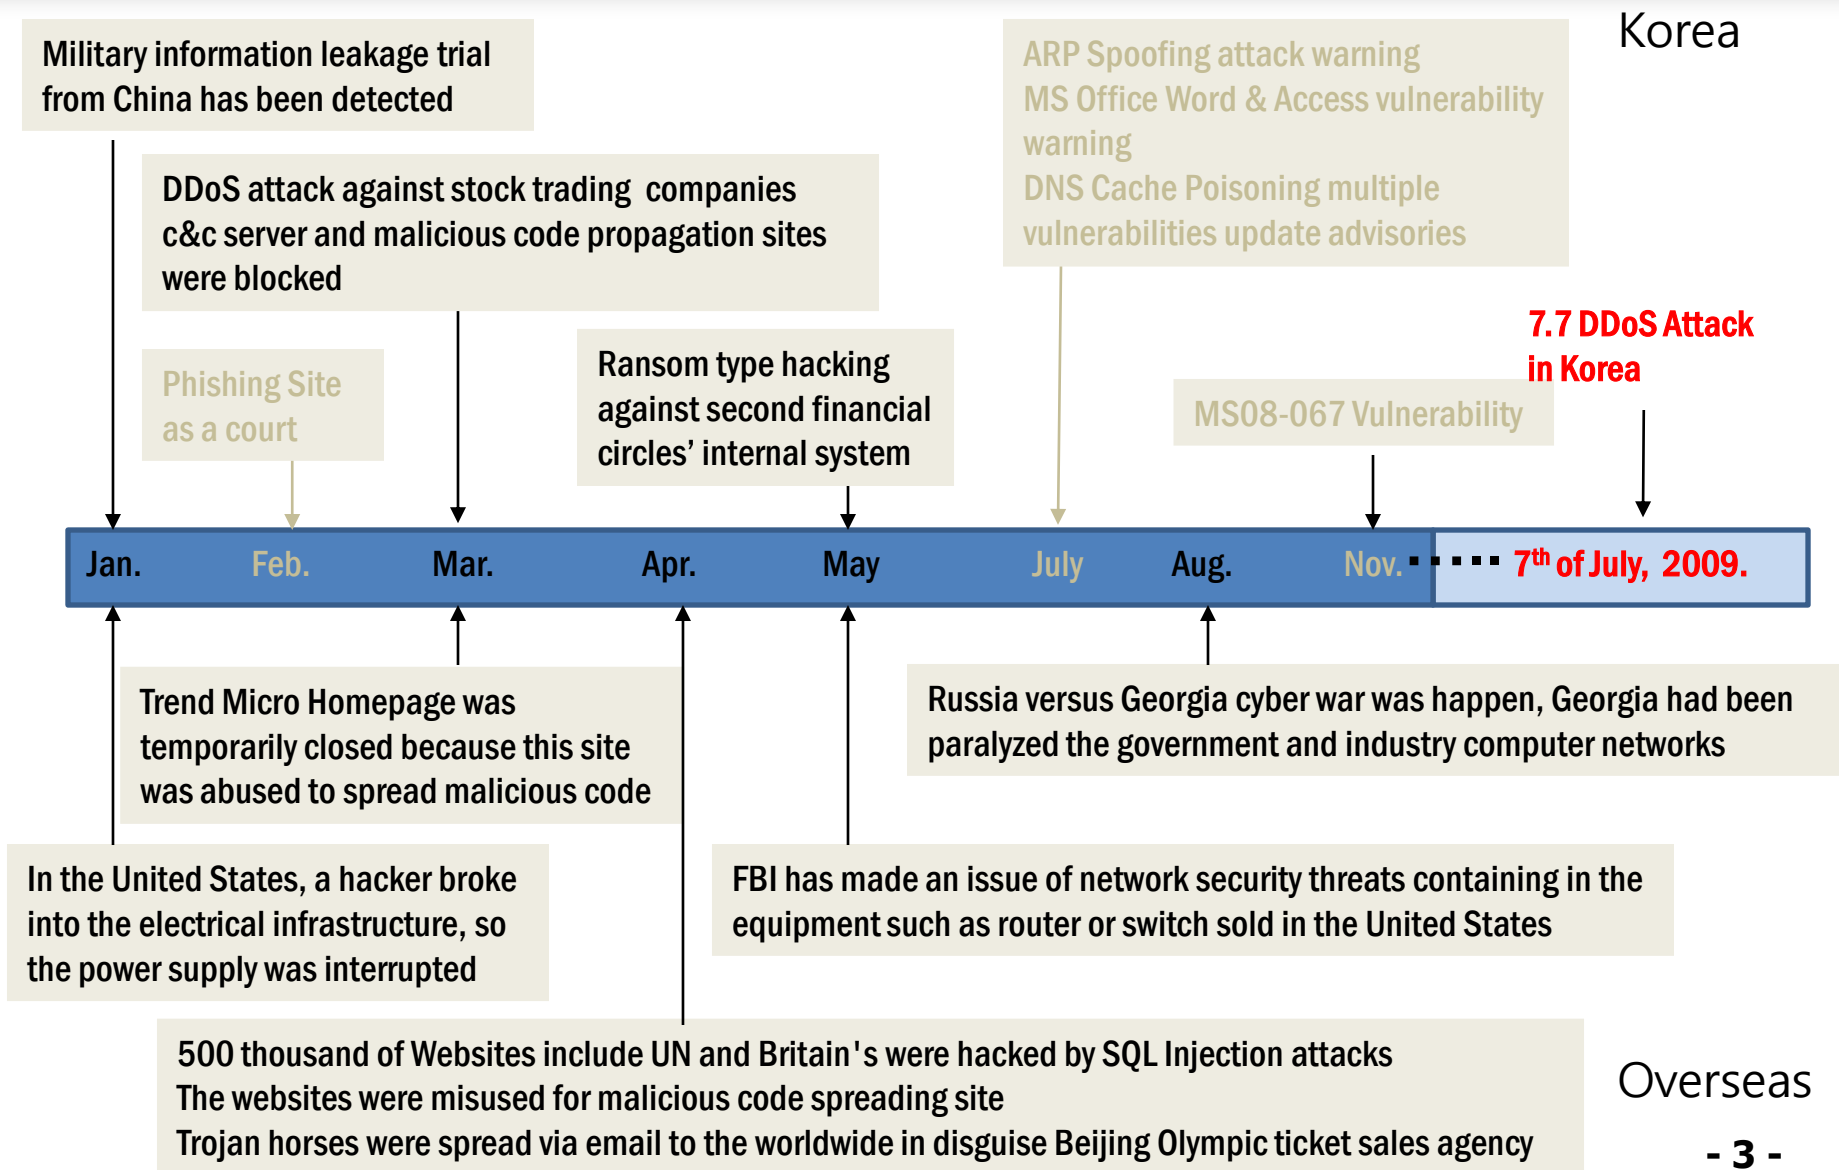 Korea
Military information leakage trial
from China has been detected
ARP Spoofing attack warning
MS Office Word & Access vulnerability
warning
DNS Cache Poisoning multiple
vulnerabilities update advisories
DDoS attack against stock trading companies
c&c server and malicious code propagation sites
were blocked
7.7 DDoS Attack
in Korea
Phishing Site
as a court
Ransom type hacking
against second financial
circles’ internal system
MS08-067 Vulnerability
Jan. Feb. Mar. Apr. May July Aug. Nov. 7th of July, 2009.
Trend Micro Homepage was
temporarily closed because this site
was abused to spread malicious code
Russia versus Georgia cyber war was happen, Georgia had been
paralyzed the government and industry computer networks
In the United States, a hacker broke
into the electrical infrastructure, so
the power supply was interrupted
FBI has made an issue of network security threats containing in the
equipment such as router or switch sold in the United States
500 thousand of Websites include UN and Britain's were hacked by SQL Injection attacks
The websites were misused for malicious code spreading site
Trojan horses were spread via email to the worldwide in disguise Beijing Olympic ticket sales agency
Overseas
- 3 -